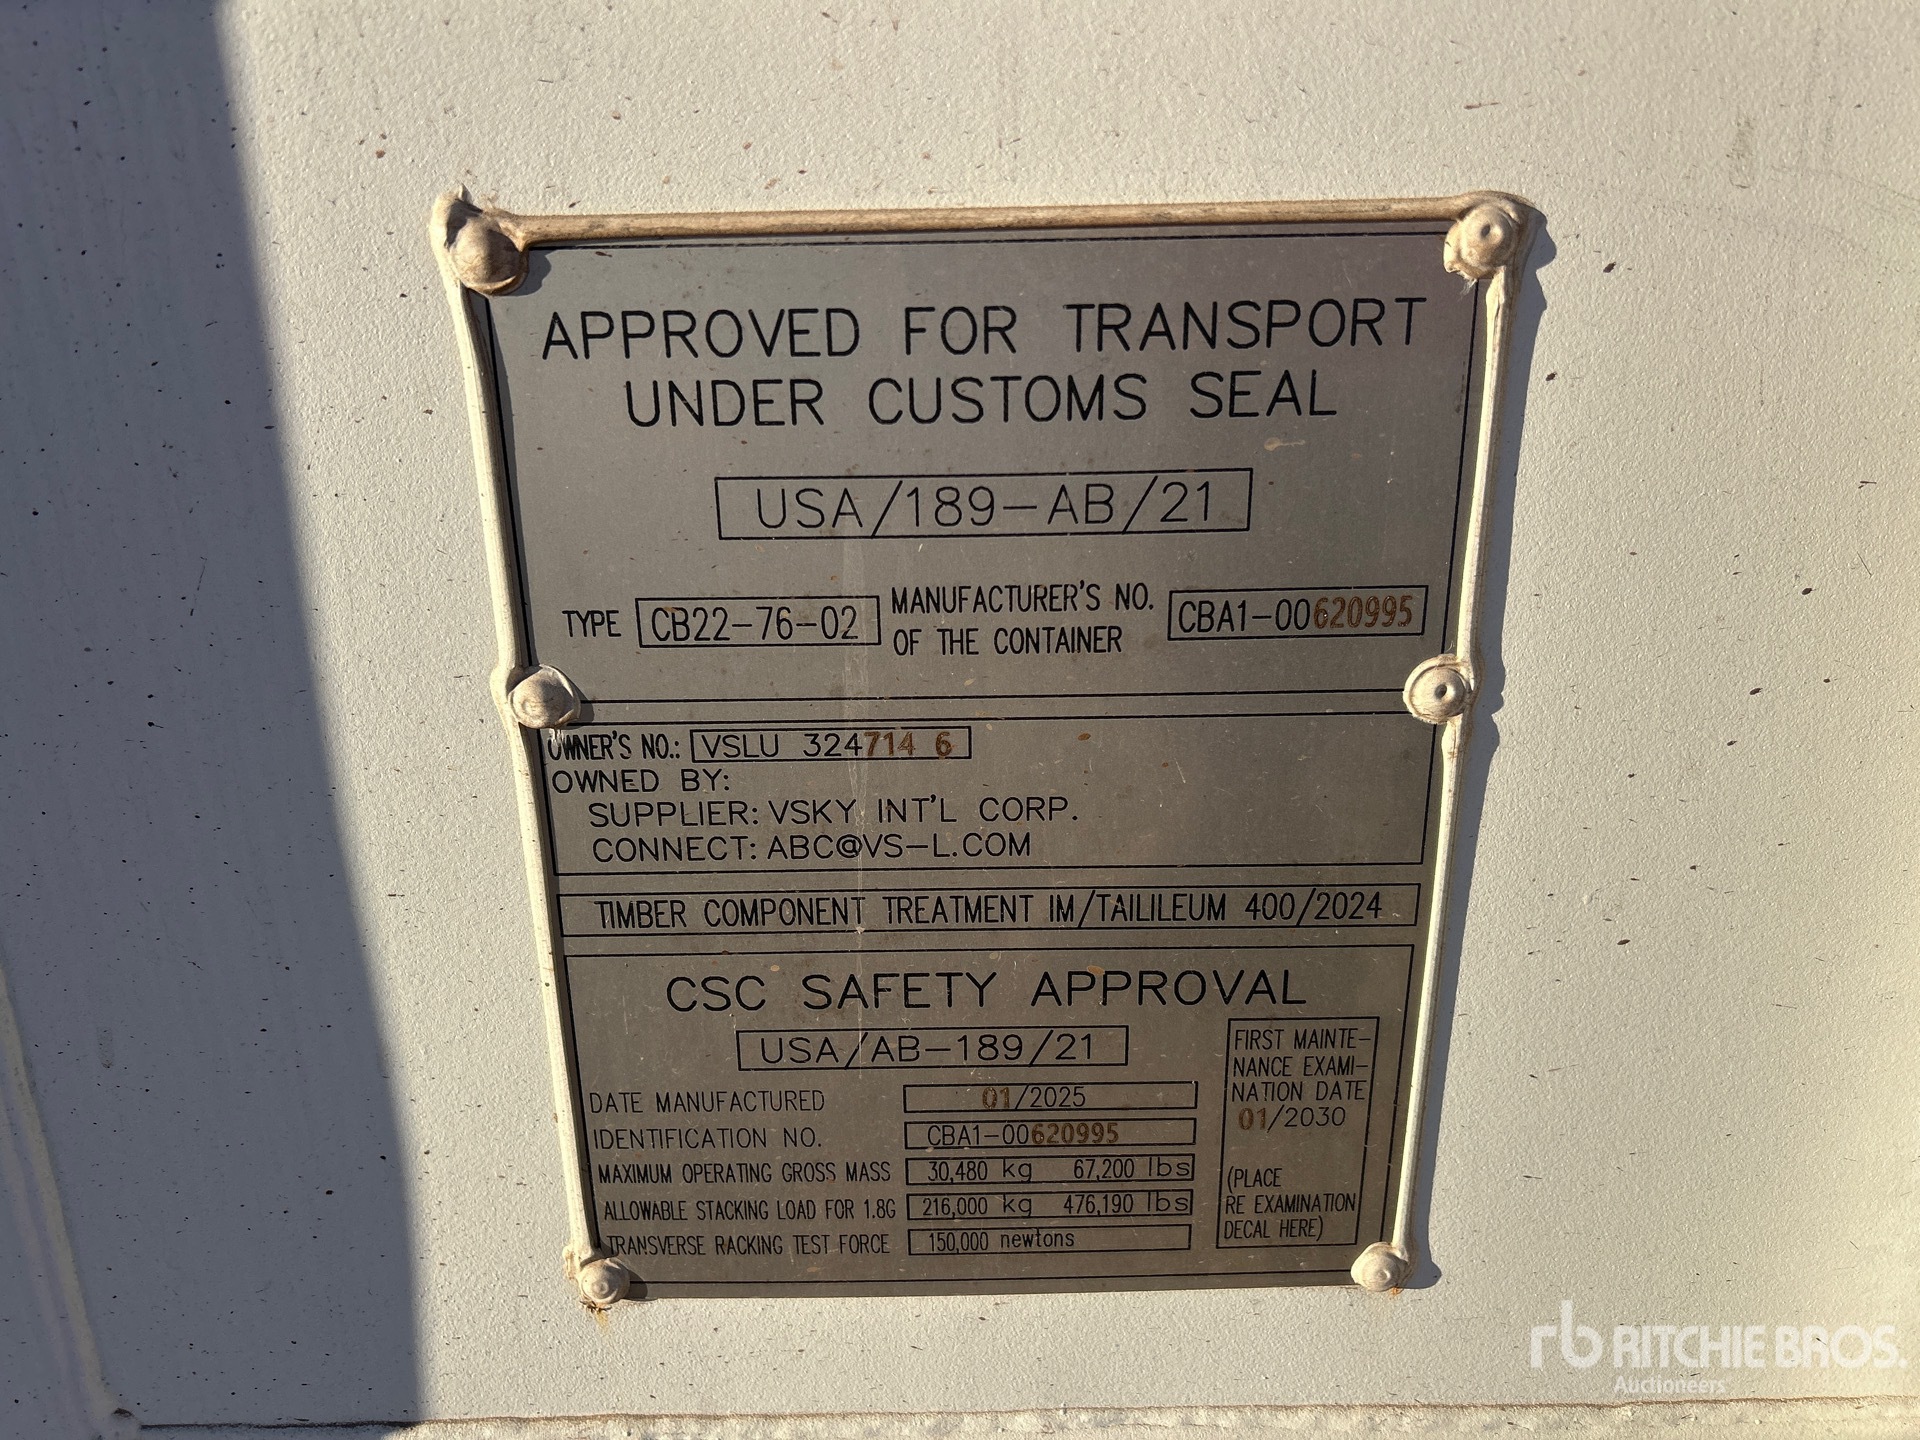 APPROVED FOR TRANSPORT
UNDER CUSTOMS SEAL
USA/189-AB/21
TYPE CB22-76-02 MANUFACTURER'S NO. OF THE CONTAINER CBA1-00620995
OWNER'S NO.: VSLU 324714 6
OWNED BY:
SUPPLIER: VSKY INT'L CORP.
CONNECT: ABC@VS-L.COM
TIMBER COMPONENT TREATMENT IM/TAILILEUM 400/2024
CSC SAFETY APPROVAL
USA/AB-189/21
DATE MANUFACTURED 01/2025
IDENTIFICATION NO. CBA1-00620995
MAXIMUM OPERATING GROSS MASS 30,480 kg 67,200 lbs
ALLOWABLE STACKING LOAD FOR 1.8G 216,000 kg 476,190 lbs
TRANSVERSE RACKING TEST FORCE 150,000 newtons
FIRST MAINTE-
NANCE EXAMI-
NATION DATE
01/2030
(PLACE
RE EXAMINATION
DECAL HERE)
rb RITCHIE BROS.
Auctioneers